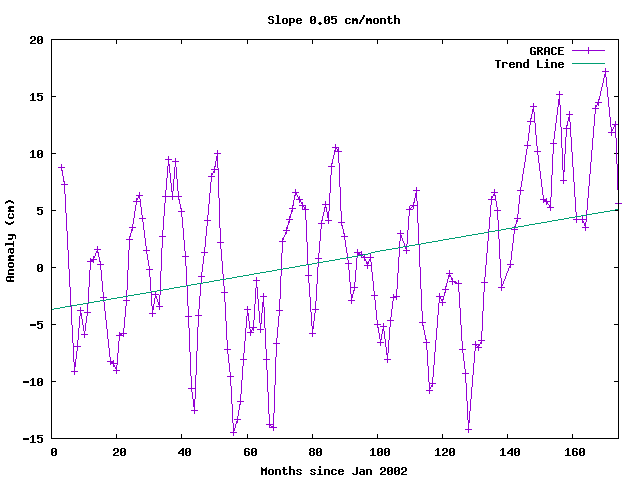 Slope 0.05 cm/month
20
GRACE
Trend Line
15
10
5
0
-5
-10
-15
Anomaly (cm)
0 20 40 60 80 100 120 140 160
Months since Jan 2002